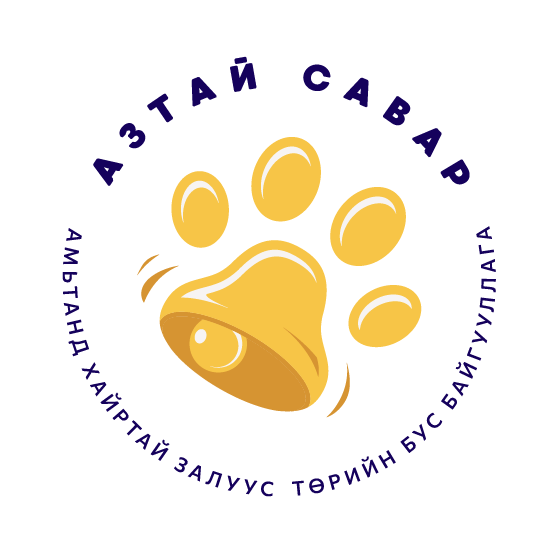 АЗТАЙ САВАР
АМЬТАНД ХАЙРТАЙ ЗАЛУУС ТӨРИЙН БУС БАЙГУУЛЛАГА